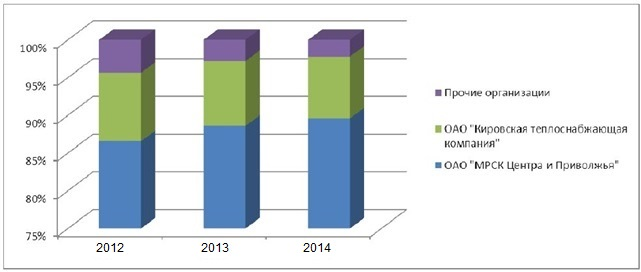 100%
95%
90%
85%
80%
75%
2012
2013
2014
Прочие организации
ОАО "Кировская теплоснабжающая
компания"
ОАО "МРСК Центра и Приволжья"